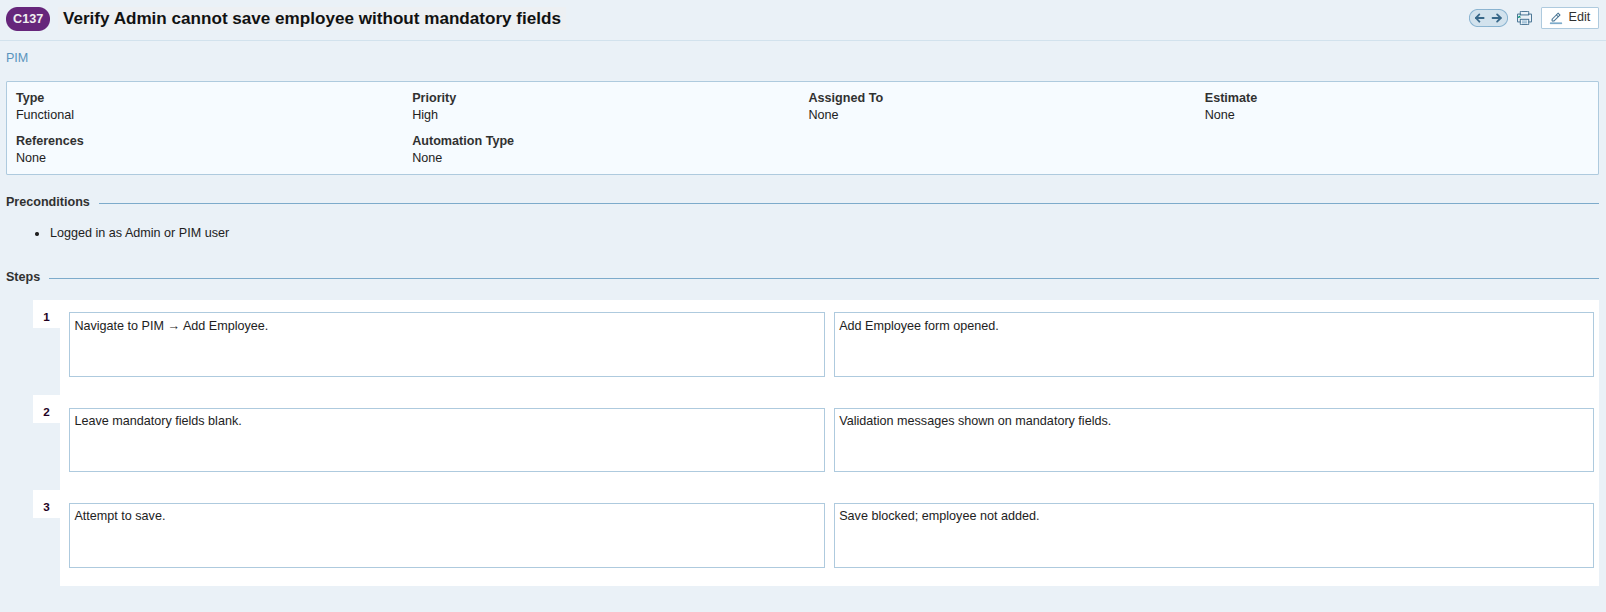 C137 Verify Admin cannot save employee without mandatory fields Edit
PIM
Type Priority Assigned To Estimate
Functional High None None
References Automation Type
None None
Preconditions
• Logged in as Admin or PIM user
Steps
1
Navigate to PIM → Add Employee. Add Employee form opened.
2
Leave mandatory fields blank. Validation messages shown on mandatory fields.
3
Attempt to save. Save blocked; employee not added.